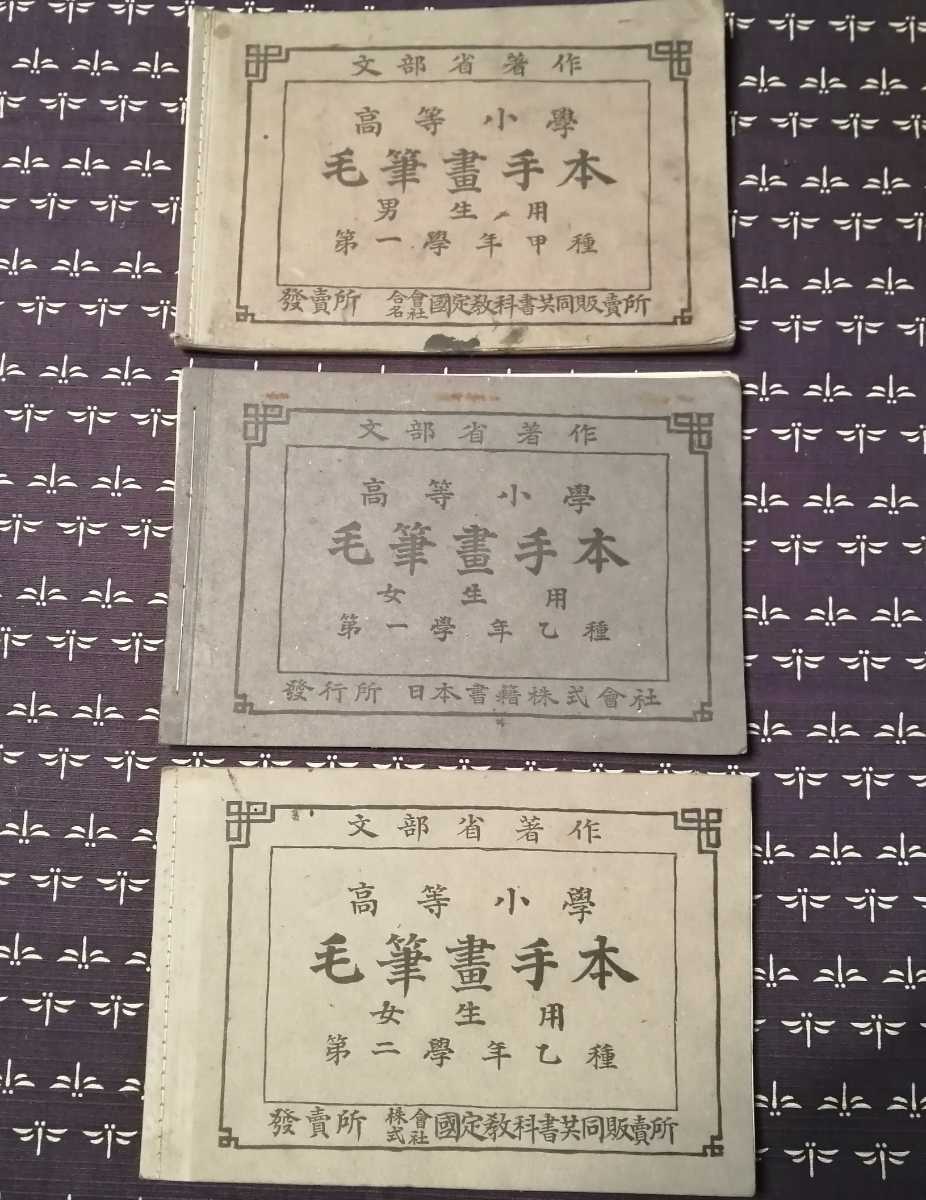 文部省著作
高等小學
毛筆畫手本
男生用
第一學年甲種
發賣所 合名會社國定教科書共同販賣所
文部省著作
高等小學
毛筆畫手本
女生用
第一學年乙種
發行所 日本書籍株式會社
文部省著作
高等小學
毛筆畫手本
女生用
第二學年乙種
發賣所 株式會社國定教科書共同販賣所